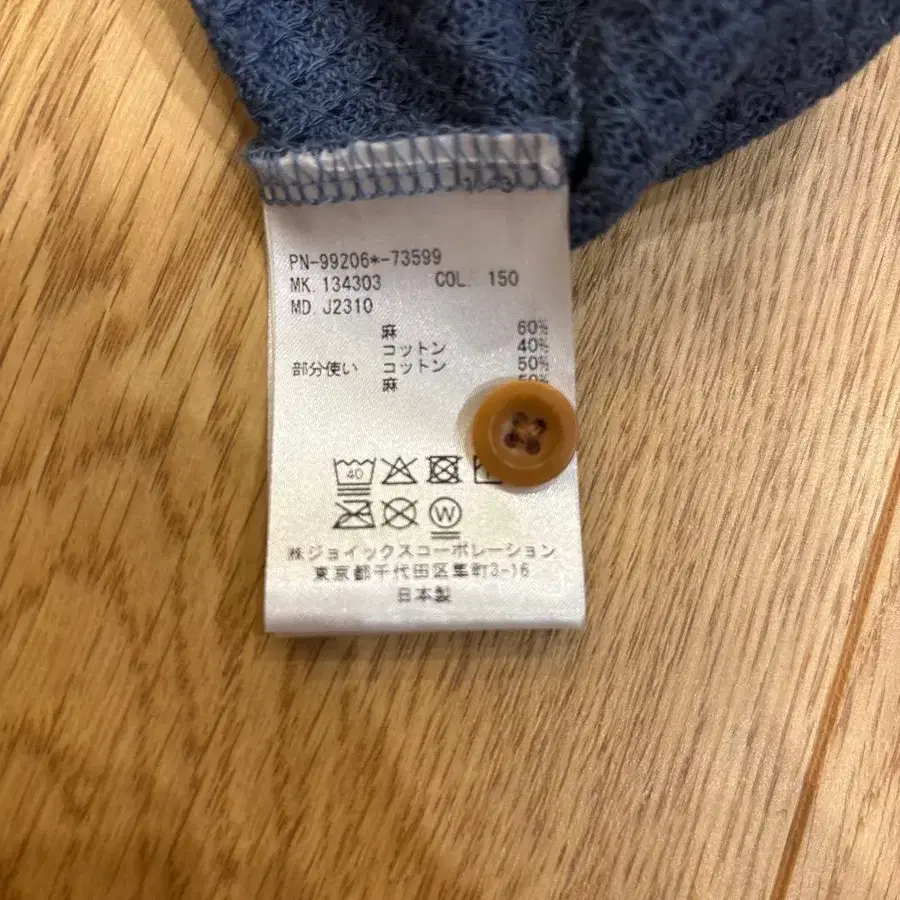 PN-99206*-73599
MK. 134303 COL. 150
MD. J2310
麻 60%
コットン 40%
部分使い コットン 50%
麻 50%
40
W
㈱ジョイックスコーポレーション
東京都千代田区隼町3-16
日本製